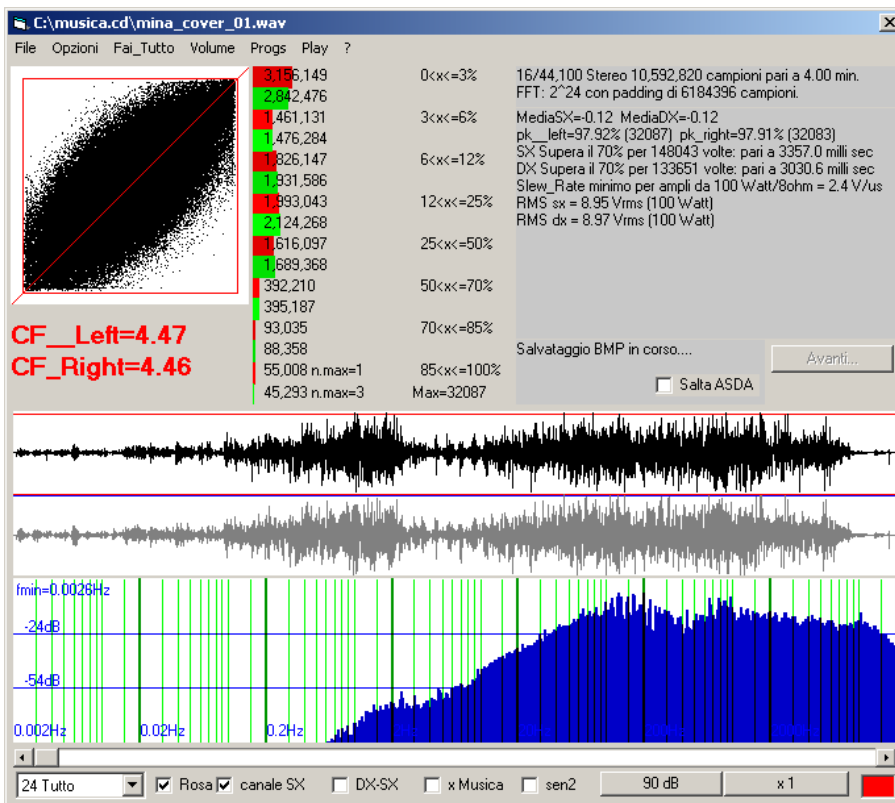 C:\musica.cd\mina_cover_01.wav
File Opzioni Fai_Tutto Volume Progs Play ?
3,156,149 0<x<=3%
2,842,476
1,461,131 3<x<=6%
1,476,284
1,826,147 6<x<=12%
1,931,586
1,993,043 12<x<=25%
2,124,268
1,616,097 25<x<=50%
1,689,368
392,210 50<x<=70%
395,187
93,035 70<x<=85%
88,358
55,008 n.max=1 85<x<=100%
45,293 n.max=3 Max=32087
CF__Left=4.47
CF_Right=4.46
16/44,100 Stereo 10,592,820 campioni pari a 4.00 min.
FFT: 2^24 con padding di 6184396 campioni.
MediaSX=-0.12 MediaDX=-0.12
pk__left=97.92% (32087) pk_right=97.91% (32083)
SX Supera il 70% per 148043 volte: pari a 3357.0 milli sec
DX Supera il 70% per 133651 volte: pari a 3030.6 milli sec
Slew_Rate minimo per ampli da 100 Watt/8ohm = 2.4 V/us
RMS sx = 8.95 Vrms (100 Watt)
RMS dx = 8.97 Vrms (100 Watt)
Salvataggio BMP in corso....
Avanti...
Salta ASDA
fmin=0.0026Hz
-24dB
-54dB
0.002Hz 0.02Hz 0.2Hz
24 Tutto Rosa canale SX DX-SX x Musica sen2 90 dB x 1